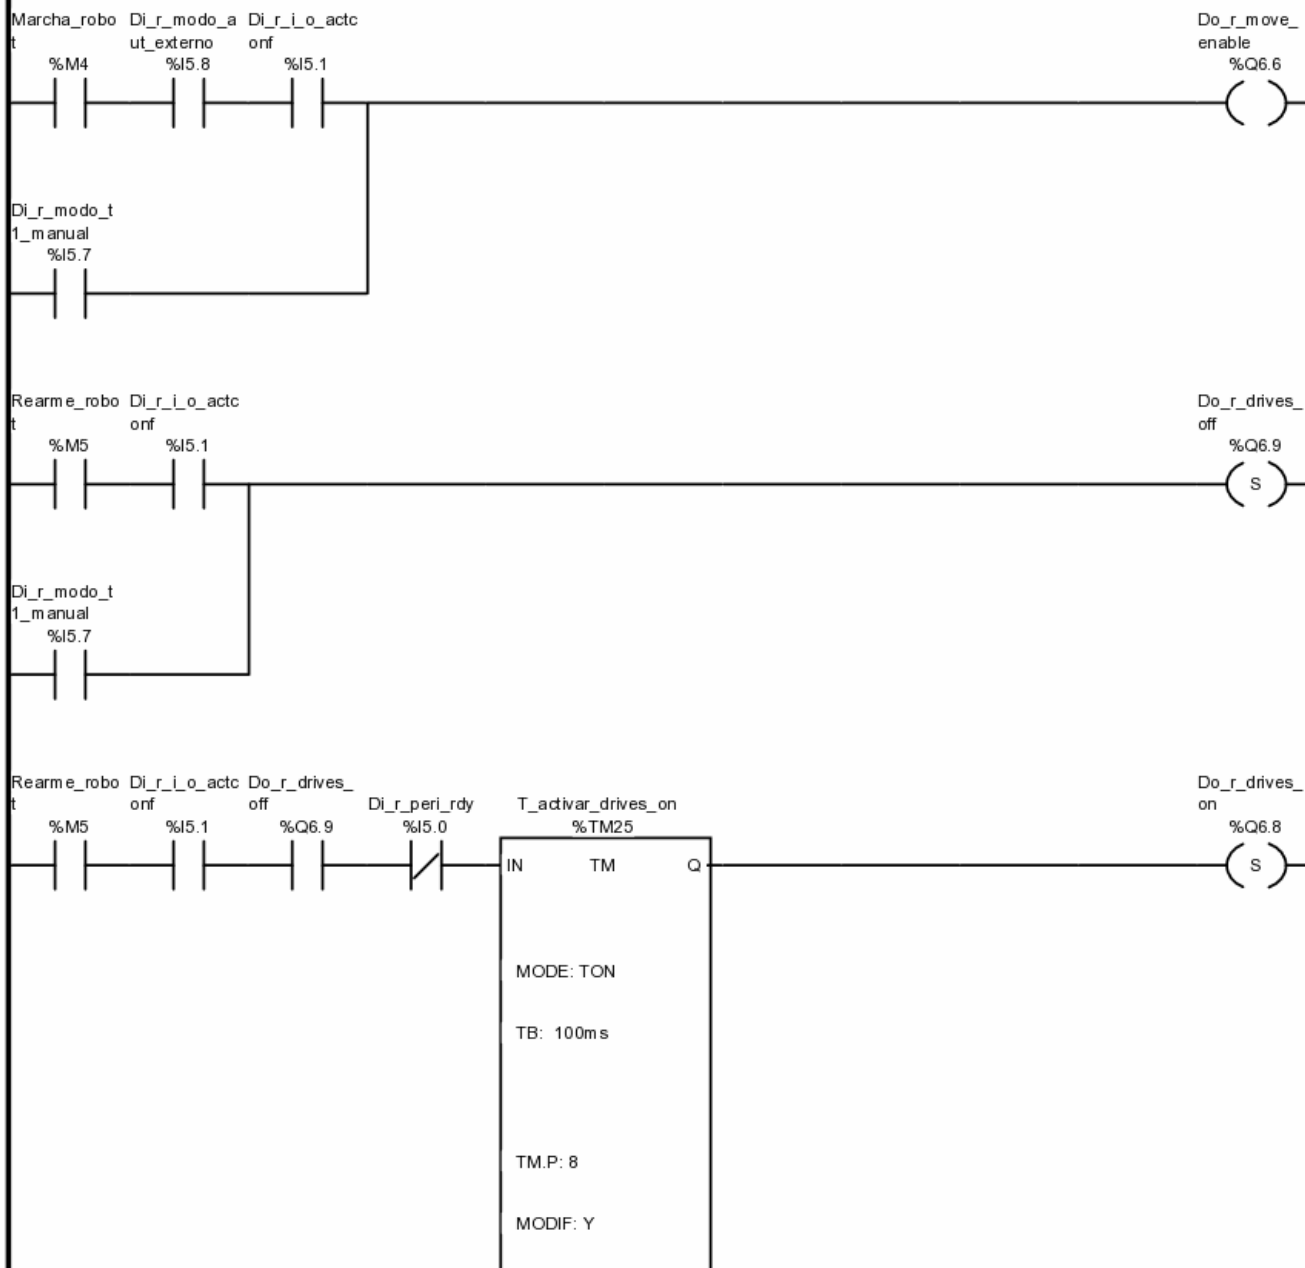 Marcha_robo Di_r_modo_a Di_r_i_o_actc Do_r_move_
t ut_externo onf enable
%M4 %I5.8 %I5.1 %Q6.6
Di_r_modo_t
1_manual
%I5.7
Rearme_robo Di_r_i_o_actc Do_r_drives_
t onf off
%M5 %I5.1 %Q6.9
S
Di_r_modo_t
1_manual
%I5.7
Rearme_robo Di_r_i_o_actc Do_r_drives_ Do_r_drives_
t onf off Di_r_peri_rdy T_activar_drives_on on
%M5 %I5.1 %Q6.9 %I5.0 %TM25 %Q6.8
IN TM Q S
MODE: TON
TB: 100ms
TM.P: 8
MODIF: Y